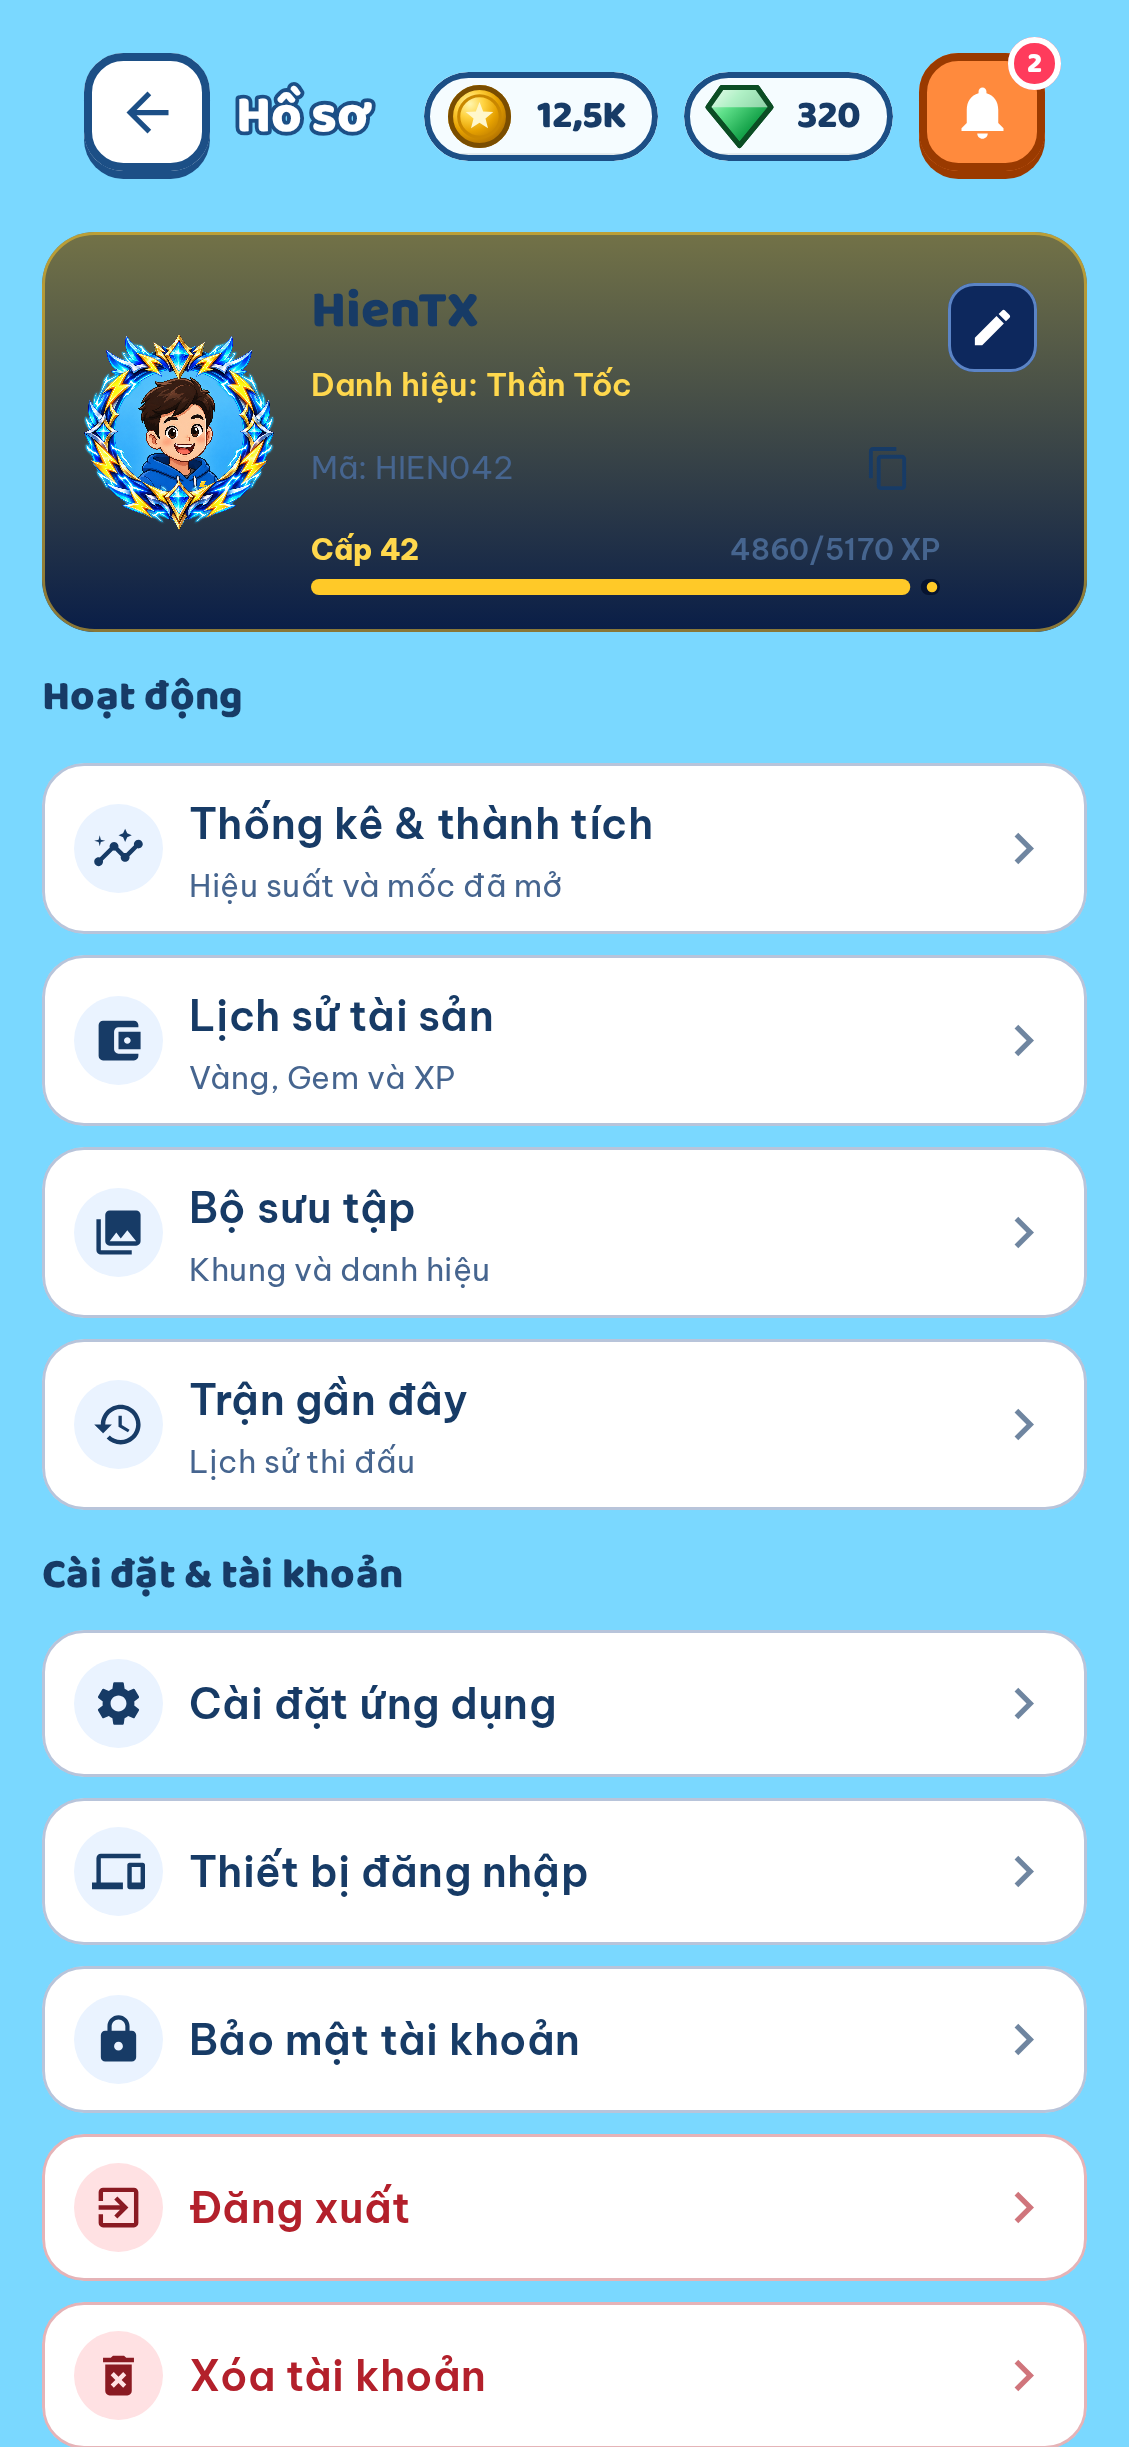 Hồ sơ
12,5K
320
2
HienTX
Danh hiệu: Thần Tốc
Mã: HIEN042
Cấp 42
4860/5170 XP
Hoạt động
Thống kê & thành tích
Hiệu suất và mốc đã mở
Lịch sử tài sản
Vàng, Gem và XP
Bộ sưu tập
Khung và danh hiệu
Trận gần đây
Lịch sử thi đấu
Cài đặt & tài khoản
Cài đặt ứng dụng
Thiết bị đăng nhập
Bảo mật tài khoản
Đăng xuất
Xóa tài khoản